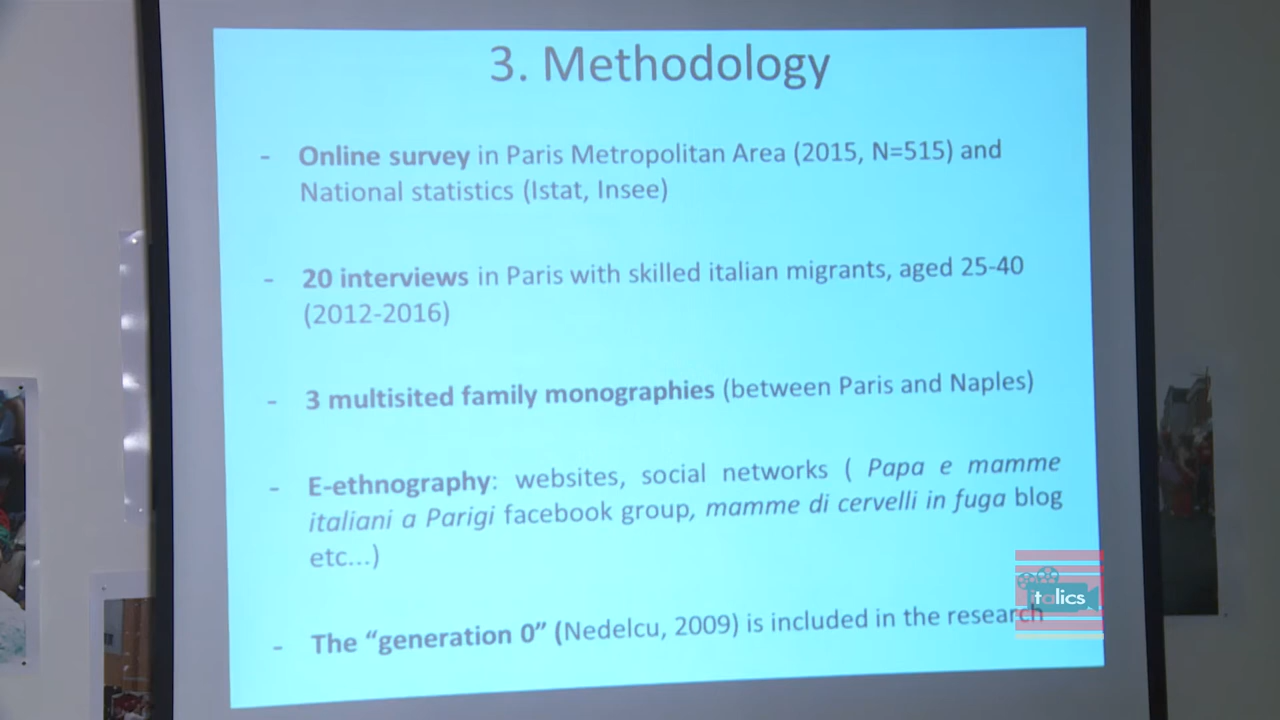 3. Methodology
- Online survey in Paris Metropolitan Area (2015, N=515) and
National statistics (Istat, Insee)
- 20 interviews in Paris with skilled italian migrants, aged 25-40
(2012-2016)
- 3 multisited family monographies (between Paris and Naples)
- E-ethnography: websites, social networks ( Papa e mamme
italiani a Parigi facebook group, mamme di cervelli in fuga blog
etc...)
- The “generation 0” (Nedelcu, 2009) is included in the research
italics